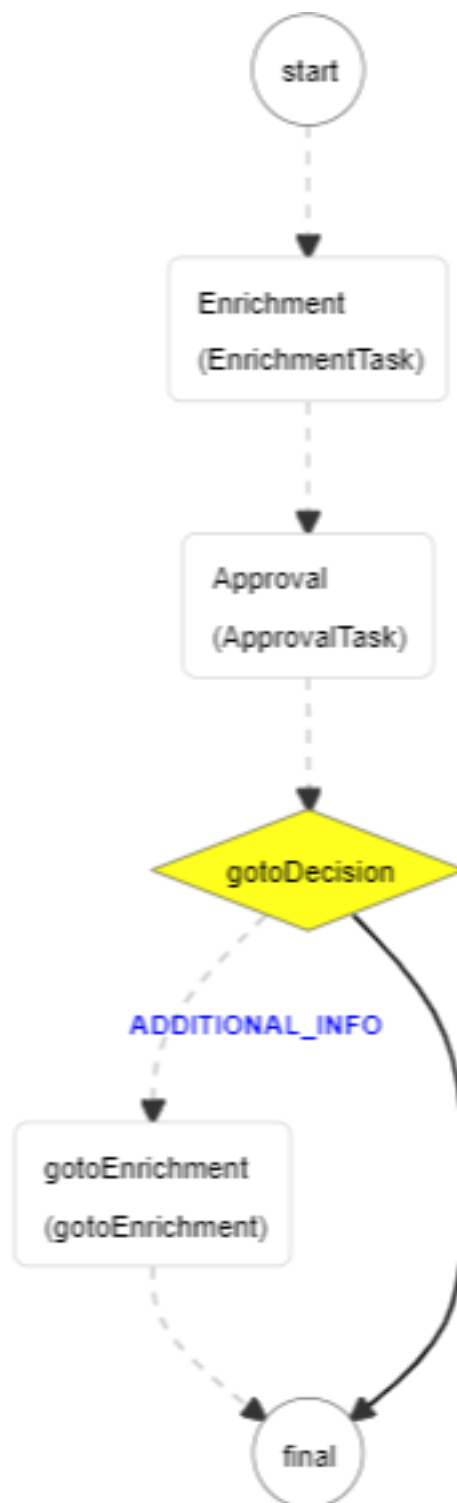 start
Enrichment
(EnrichmentTask)
Approval
(ApprovalTask)
gotoDecision
ADDITIONAL_INFO
gotoEnrichment
(gotoEnrichment)
final